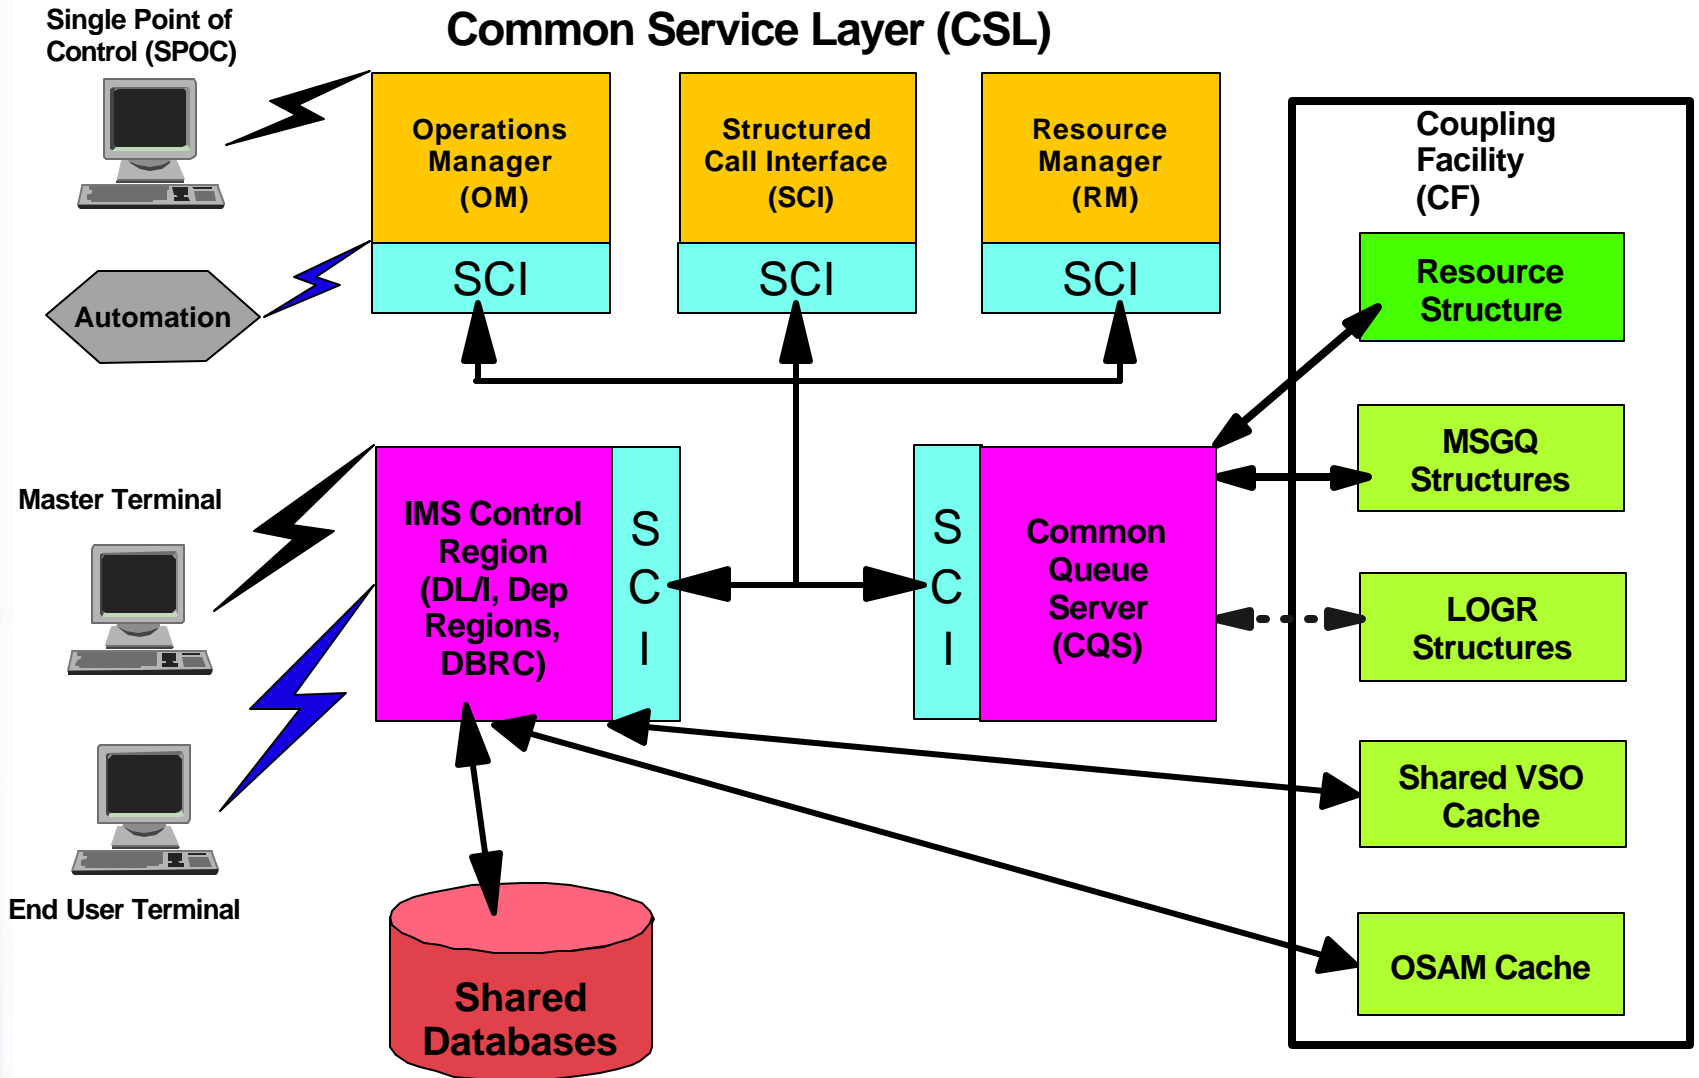 Single Point of
Control (SPOC)
Common Service Layer (CSL)
Operations
Manager
(OM)
SCI
Structured
Call Interface
(SCI)
SCI
Resource
Manager
(RM)
SCI
Coupling
Facility
(CF)
Resource
Structure
Automation
MSGQ
Structures
Master Terminal
IMS Control
Region
(DL/I, Dep
Regions,
DBRC)
S
C
I
S
C
I
Common
Queue
Server
(CQS)
LOGR
Structures
Shared VSO
Cache
End User Terminal
OSAM Cache
Shared
Databases